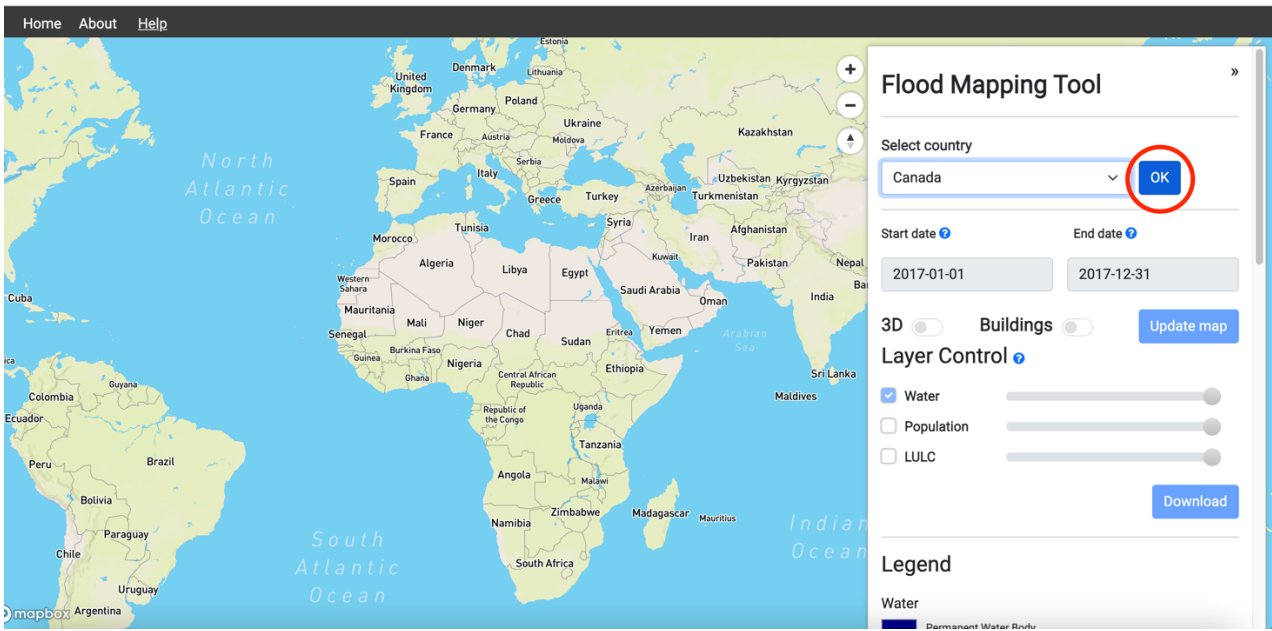 Home About Help
Estonia
Denmark
Lithuania
United
Kingdom
Poland
Germany
Ukraine
Kazakhstan
France
Austria
Moldova
North
Atlantic
Ocean
Serbia
Italy
Spain
Uzbekistan
Kyrgyzstan
Azerbaijan
Turkmenistan
Greece
Turkey
Tunisia
Syria
Afghanistan
Morocco
Iran
Kuwait
Pakistan
Nepal
Algeria
Libya
Egypt
Western
Sahara
Saudi Arabia
Ba
Cuba
Oman
India
Mauritania
Mali
Niger
Chad
Sudan
Eritrea
Yemen
Arabian
Sea
Senegal
Burkina Faso
Guinea
Ghana
Nigeria
Central African
Republic
Ethiopia
Sri Lanka
ica
Guyana
Colombia
Maldives
Ecuador
Republic of
the Congo
Uganda
Tanzania
Peru
Brazil
Angola
Malawi
Bolivia
Zimbabwe
Madagascar
Mauritius
Namibia
Indian
Ocean
Paraguay
South
Atlantic
Ocean
Chile
South Africa
Uruguay
mapbox
Argentina
»
Flood Mapping Tool
Select country
Canada
OK
Start date ? End date ?
2017-01-01 2017-12-31
3D Buildings Update map
Layer Control ?
Water
Population
LULC
Download
Legend
Water
Permanent Water Body